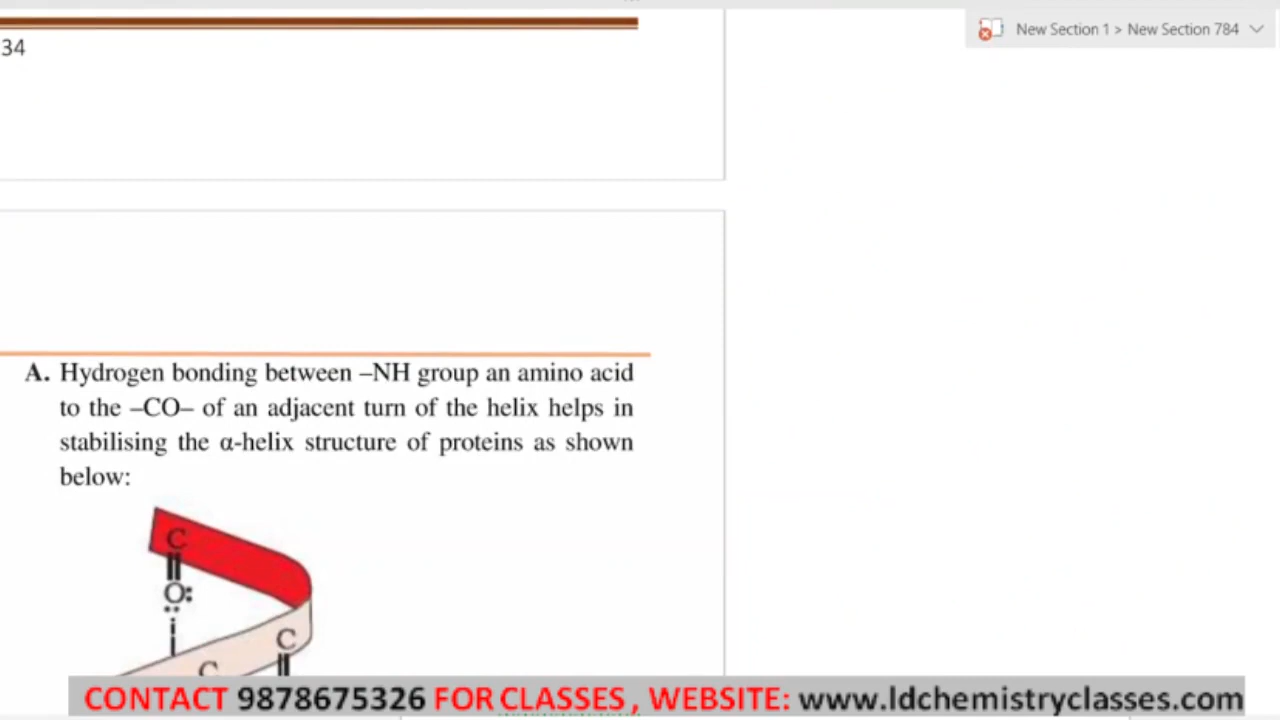 New Section 1 > New Section 784
34
A. Hydrogen bonding between –NH group an amino acid
to the –CO– of an adjacent turn of the helix helps in
stabilising the α-helix structure of proteins as shown
below:
C
O:
C
C
CONTACT 9878675326 FOR CLASSES , WEBSITE: www.ldchemistryclasses.com